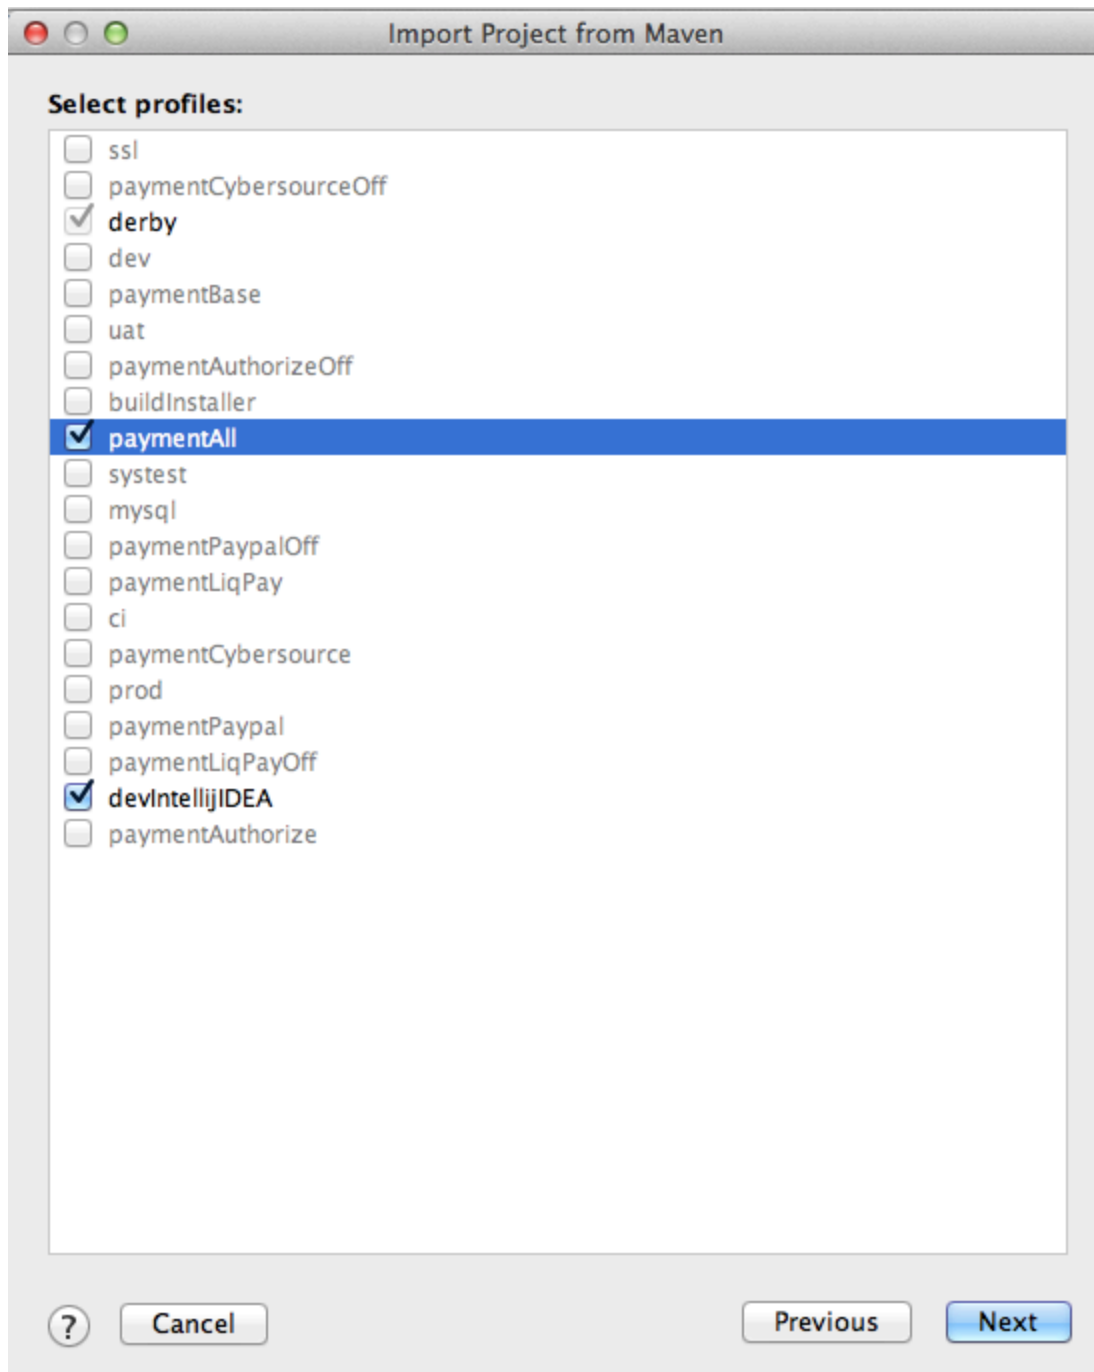 Import Project from Maven
Select profiles:
ssl
paymentCybersourceOff
derby
dev
paymentBase
uat
paymentAuthorizeOff
buildInstaller
paymentAll
systest
mysql
paymentPaypalOff
paymentLiqPay
ci
paymentCybersource
prod
paymentPaypal
paymentLiqPayOff
devIntellijIDEA
paymentAuthorize
? Cancel Previous Next